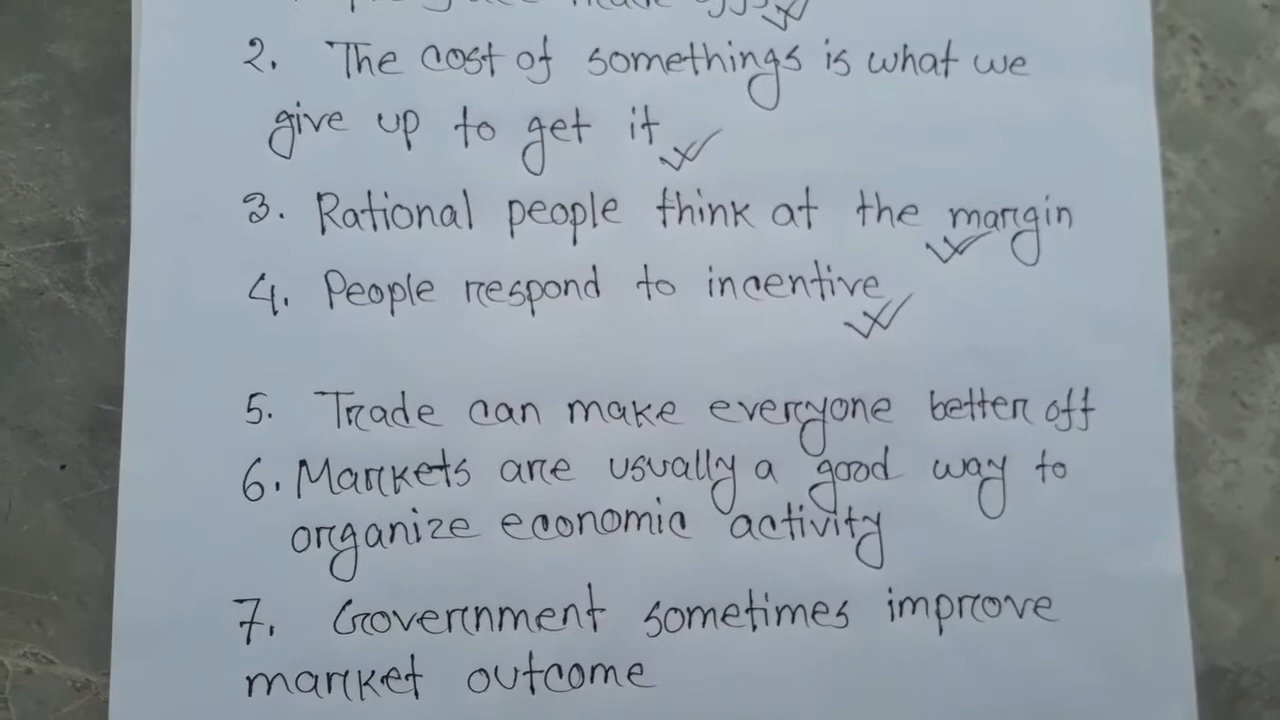 2. The cost of somethings is what we
give up to get it
3. Rational people think at the margin
4. People respond to incentive
5. Trade can make everyone better off
6. Markets are usually a good way to
organize economic activity
7. Government sometimes improve
market outcome